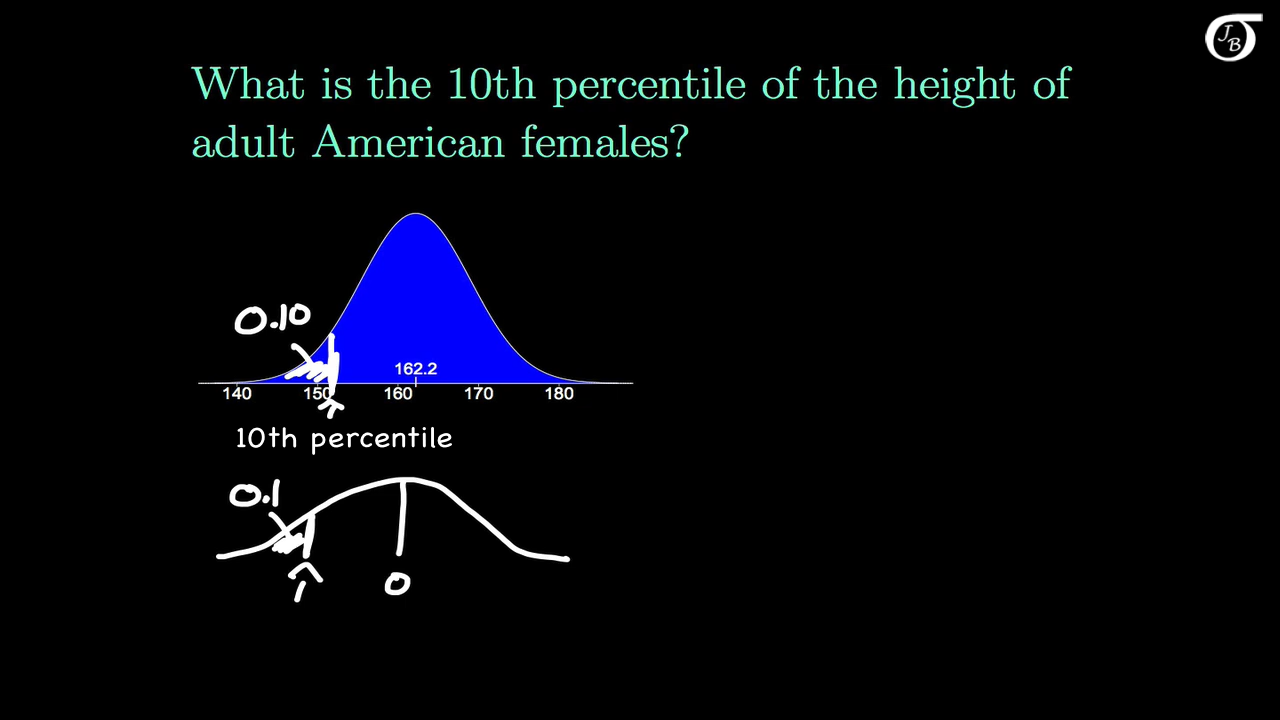 What is the 10th percentile of the height of
adult American females?
0.10
162.2
140 150 160 170 180
10th percentile
0.1
0
JB